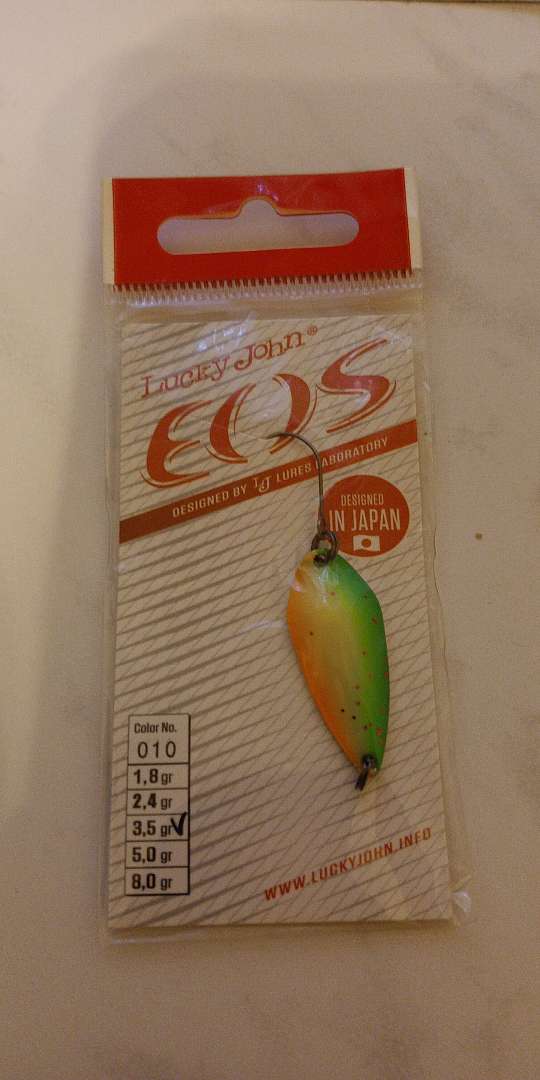 Lucky John®
EOS
DESIGNED BY LJ LURES LABORATORY
DESIGNED
IN JAPAN
Color No.
010
1,8 gr
2,4 gr
3,5 gr ✓
5,0 gr
8,0 gr
WWW.LUCKYJOHN.INFO